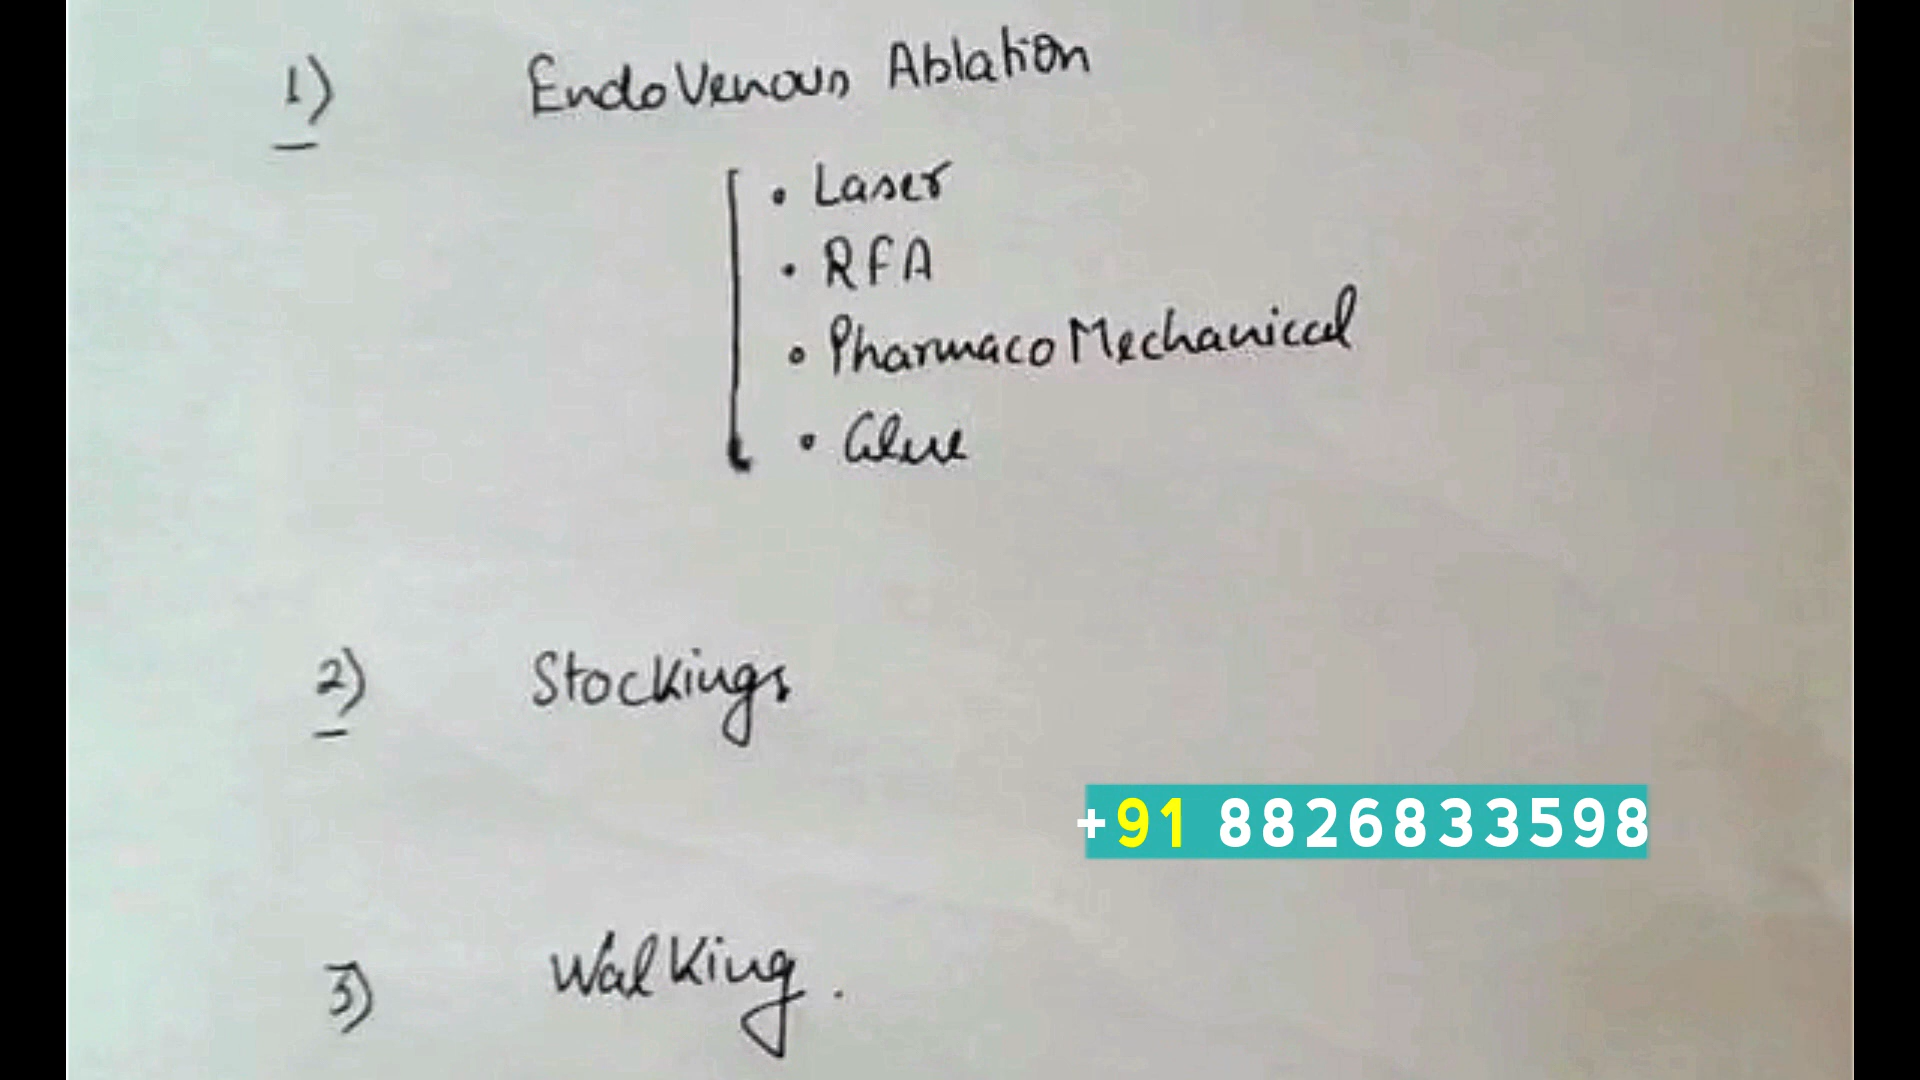 1) EndoVenous Ablation
• Laser
• RFA
• PharmacoMechanical
• Glue
2) Stockings
+91 8826833598
3) Walking.